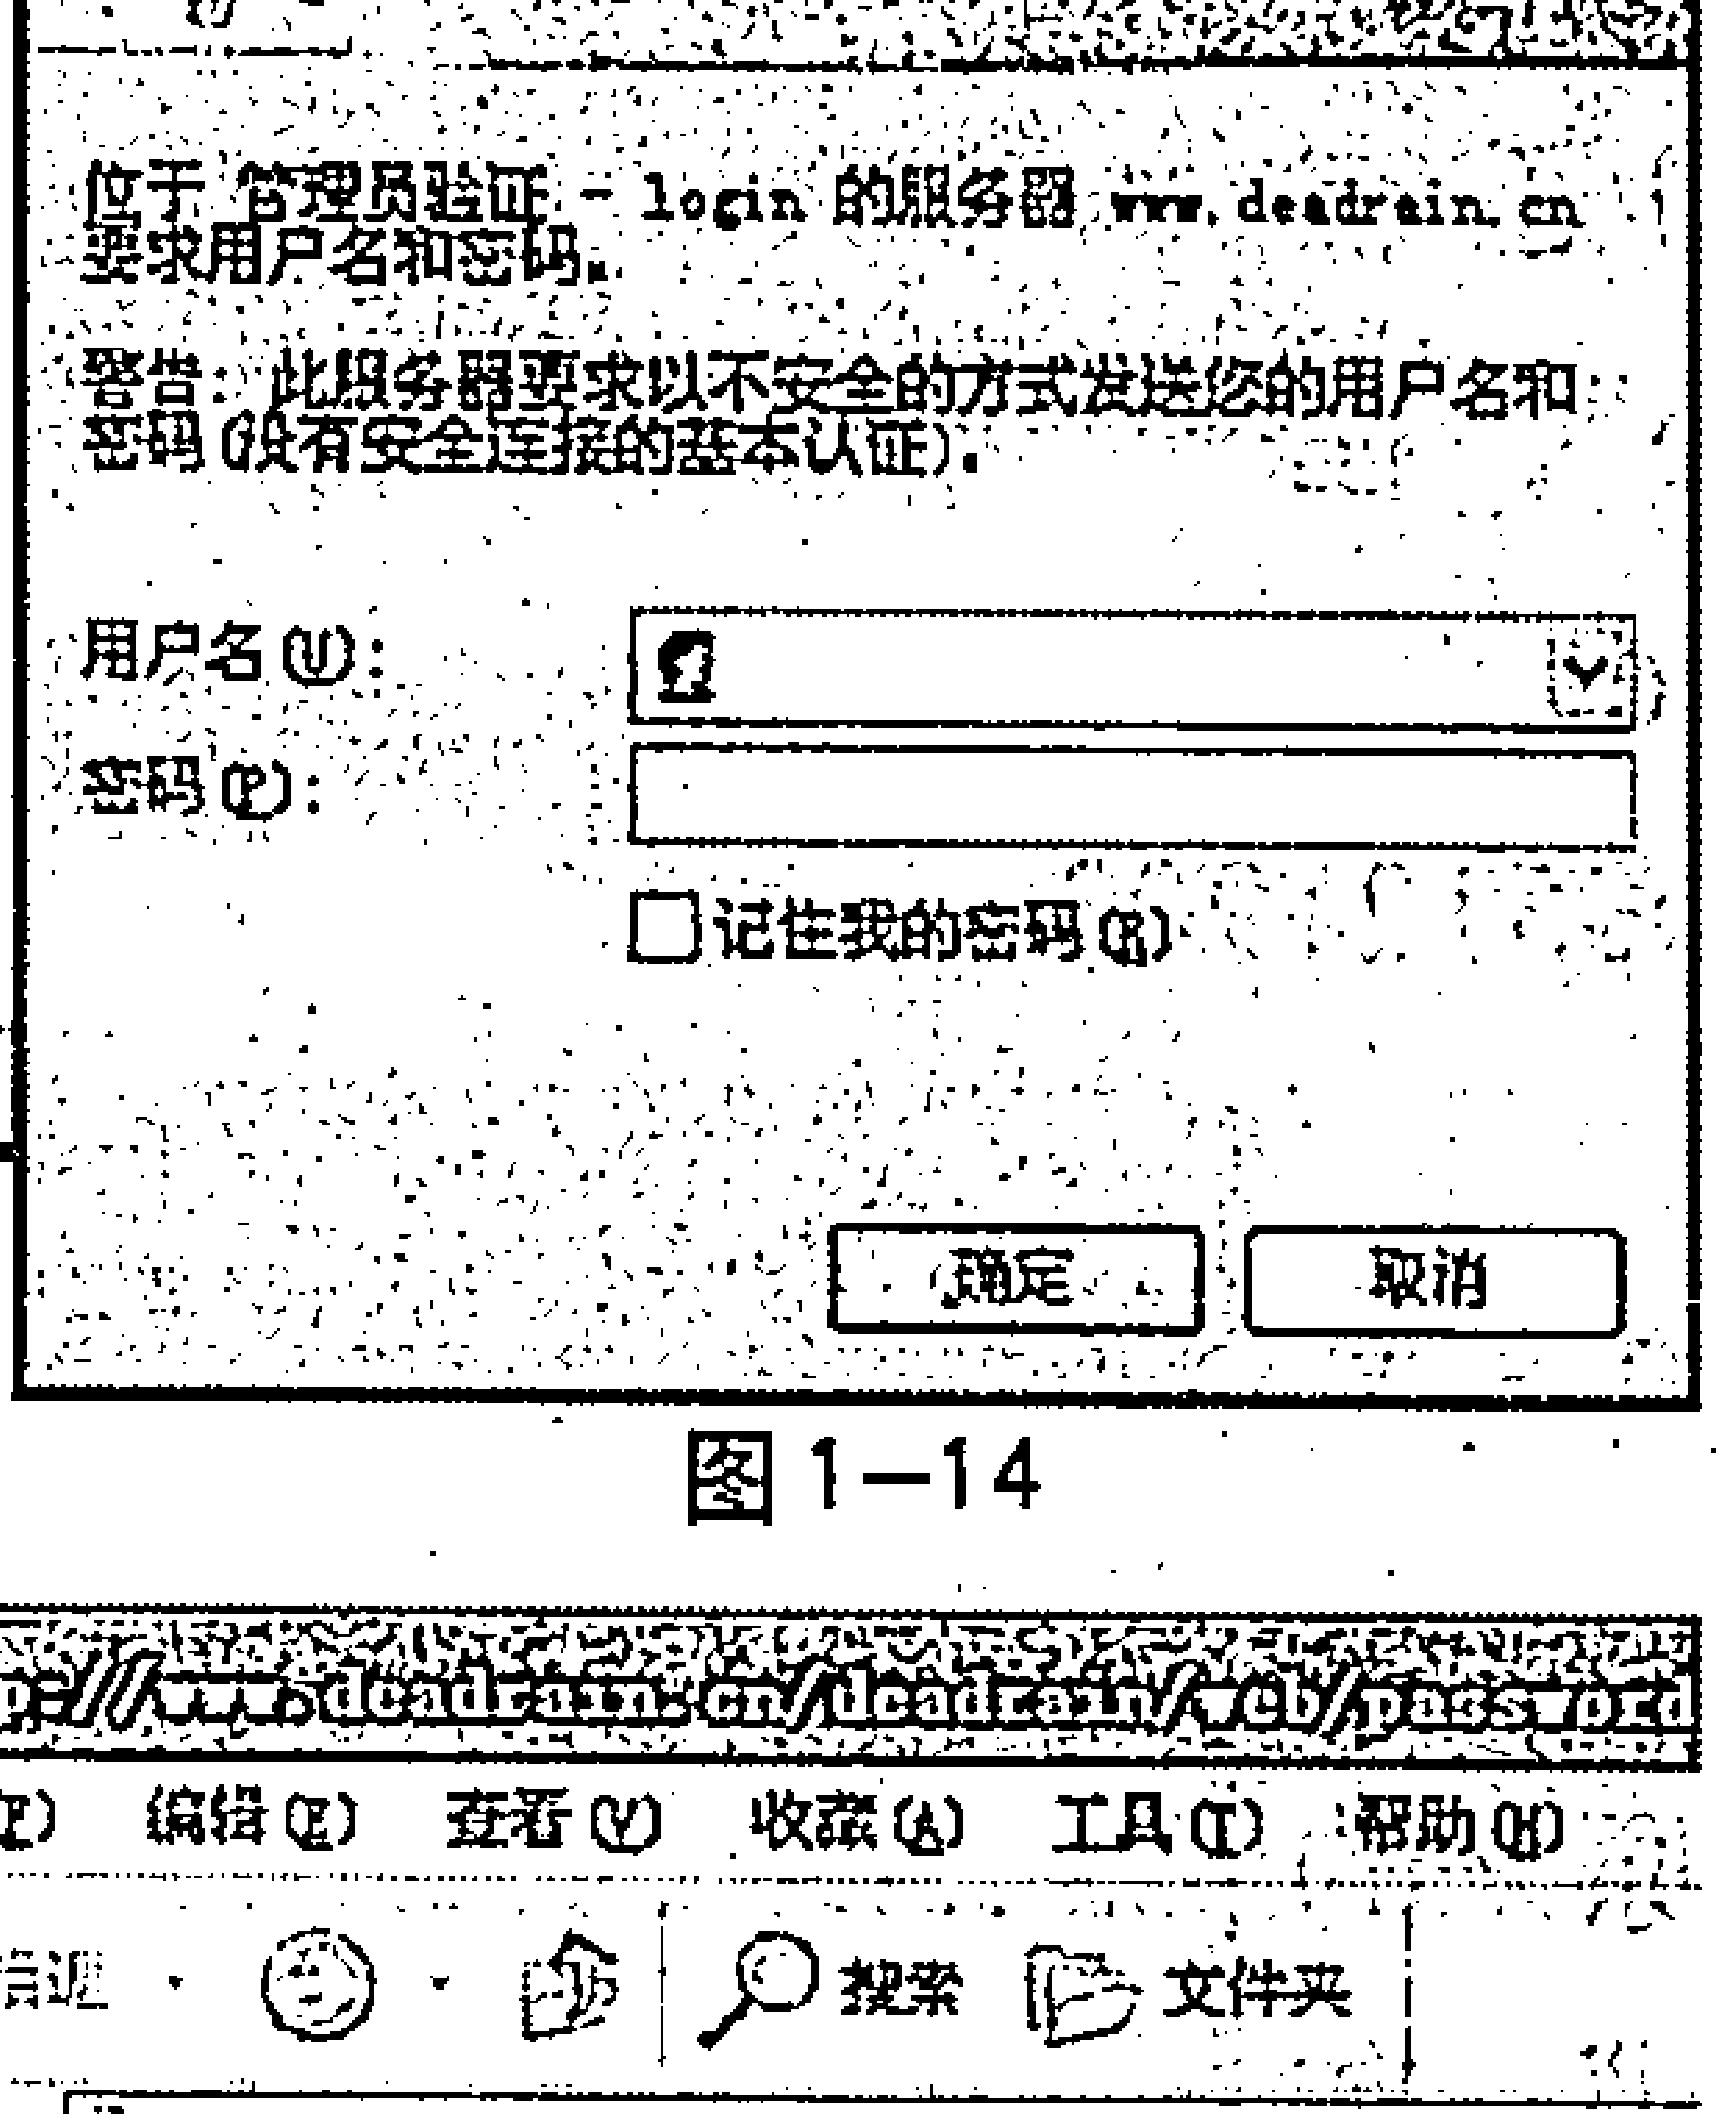 位于 管理员验证 - login 的服务器 www.deadrain.cn
要求用户名和密码。
警告: 此服务器要求以不安全的方式发送您的用户名和
密码(没有安全连接的基本认证)。
用户名(U):
密码(P):
记住我的密码(R)
确定 取消
图 1-14
p://www.deadrain.cn/deadrain/web/password
编辑(E) 查看(V) 收藏(A) 工具(T) 帮助(H)
搜索 文件夹